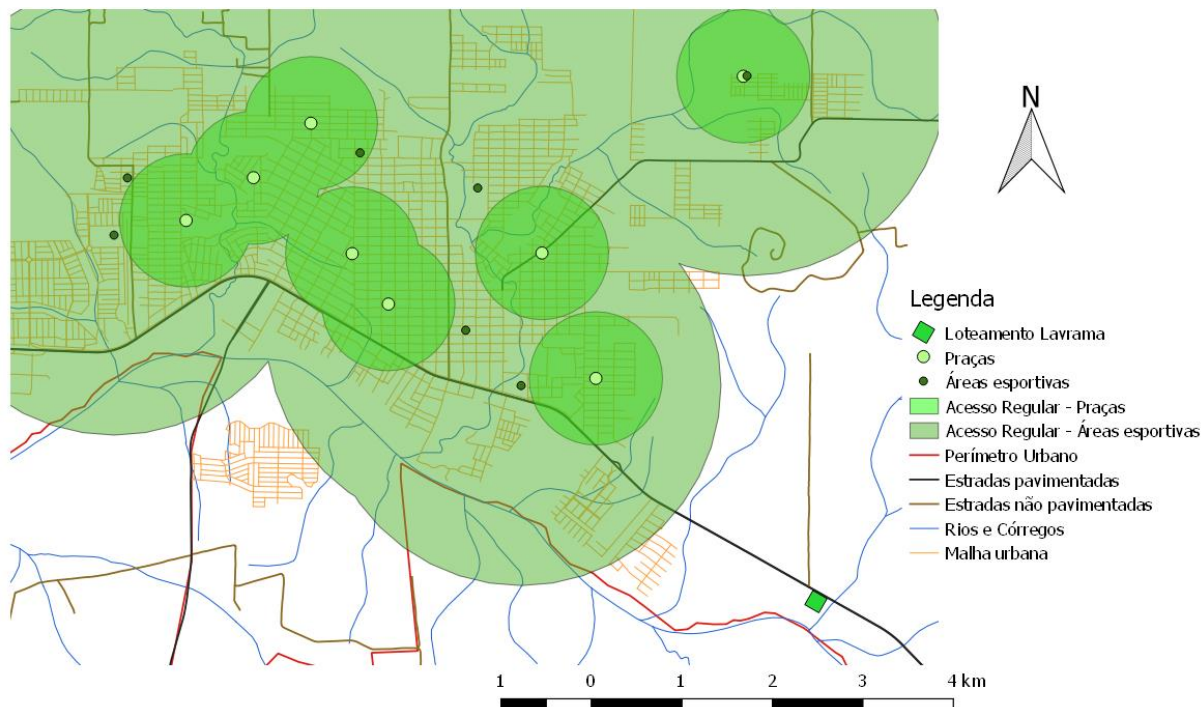 N
Legenda
Loteamento Lavrama
Praças
Áreas esportivas
Acesso Regular - Praças
Acesso Regular - Áreas esportivas
Perímetro Urbano
Estradas pavimentadas
Estradas não pavimentadas
Rios e Córregos
Malha urbana
1 0 1 2 3 4 km